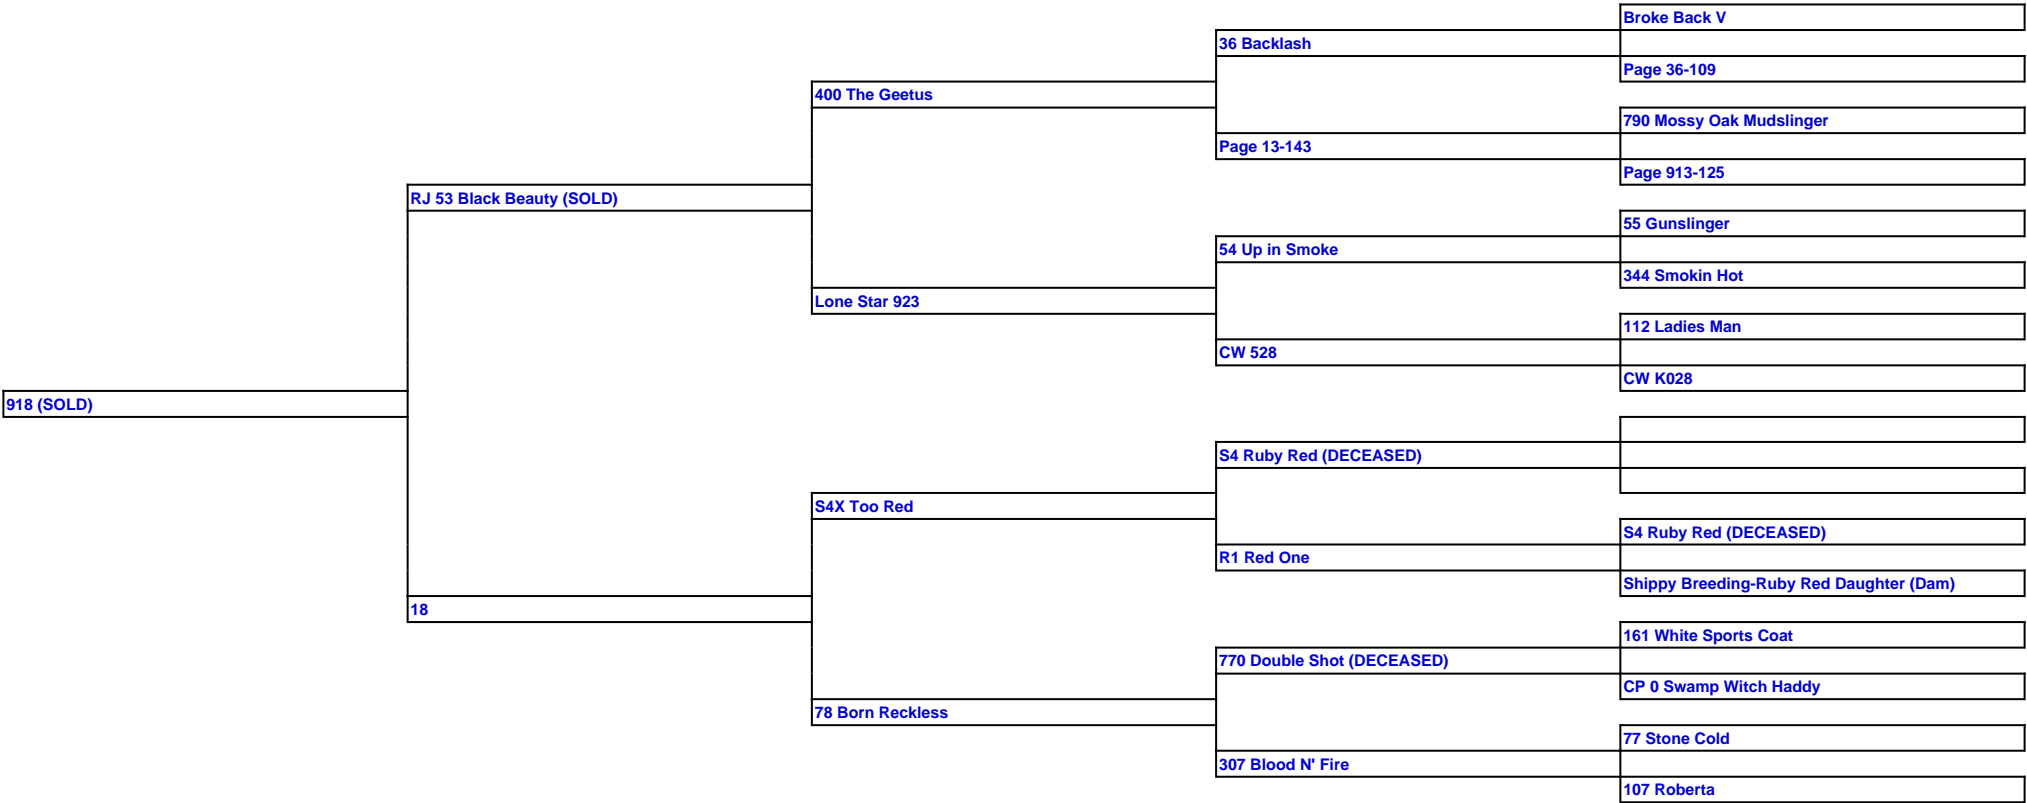 Broke Back V
36 Backlash
Page 36-109
400 The Geetus
790 Mossy Oak Mudslinger
Page 13-143
Page 913-125
RJ 53 Black Beauty (SOLD)
55 Gunslinger
54 Up in Smoke
344 Smokin Hot
Lone Star 923
112 Ladies Man
CW 528
CW K028
918 (SOLD)
S4 Ruby Red (DECEASED)
S4X Too Red
S4 Ruby Red (DECEASED)
R1 Red One
Shippy Breeding-Ruby Red Daughter (Dam)
18
161 White Sports Coat
770 Double Shot (DECEASED)
CP 0 Swamp Witch Haddy
78 Born Reckless
77 Stone Cold
307 Blood N' Fire
107 Roberta